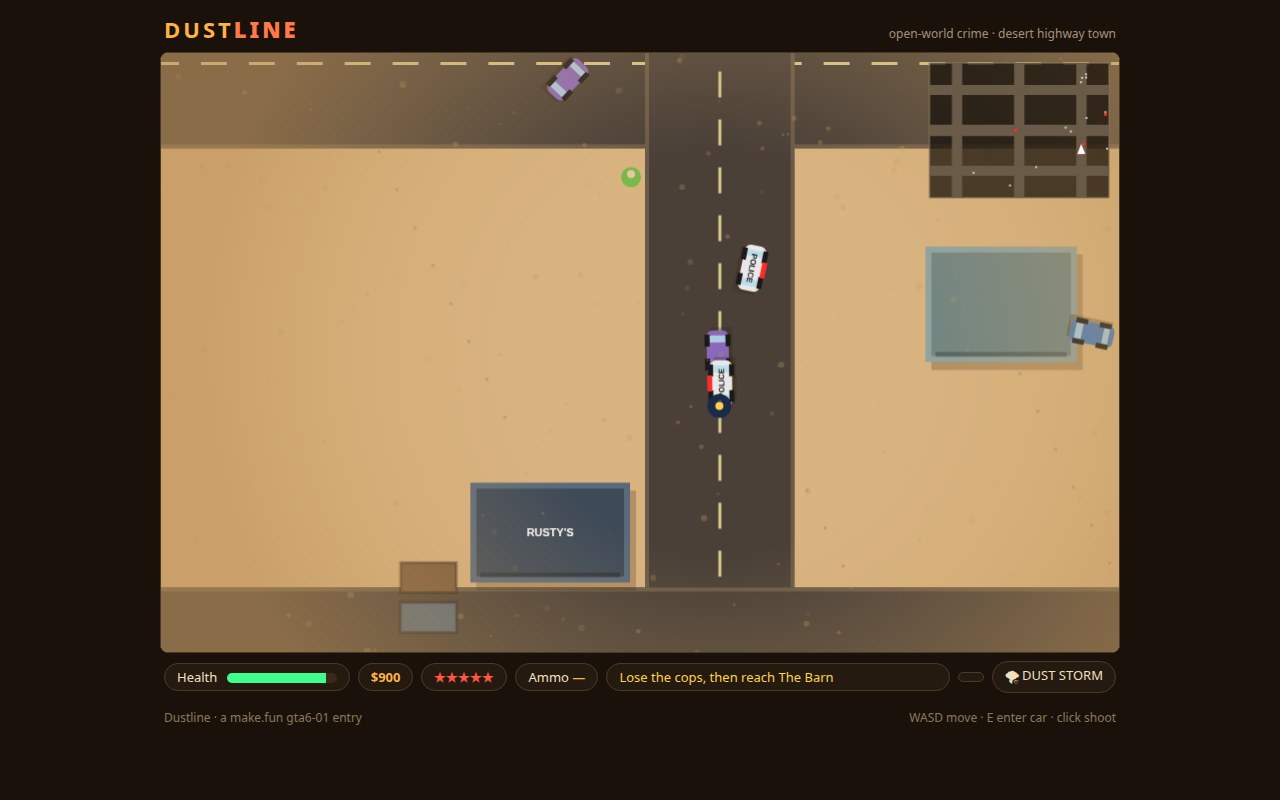 DUSTLINE
open-world crime · desert highway town
POLICE
OLICE
RUSTY'S
Health
$900
★★★★★
Ammo —
Lose the cops, then reach The Barn
🌪 DUST STORM
Dustline · a make.fun gta6-01 entry
WASD move · E enter car · click shoot